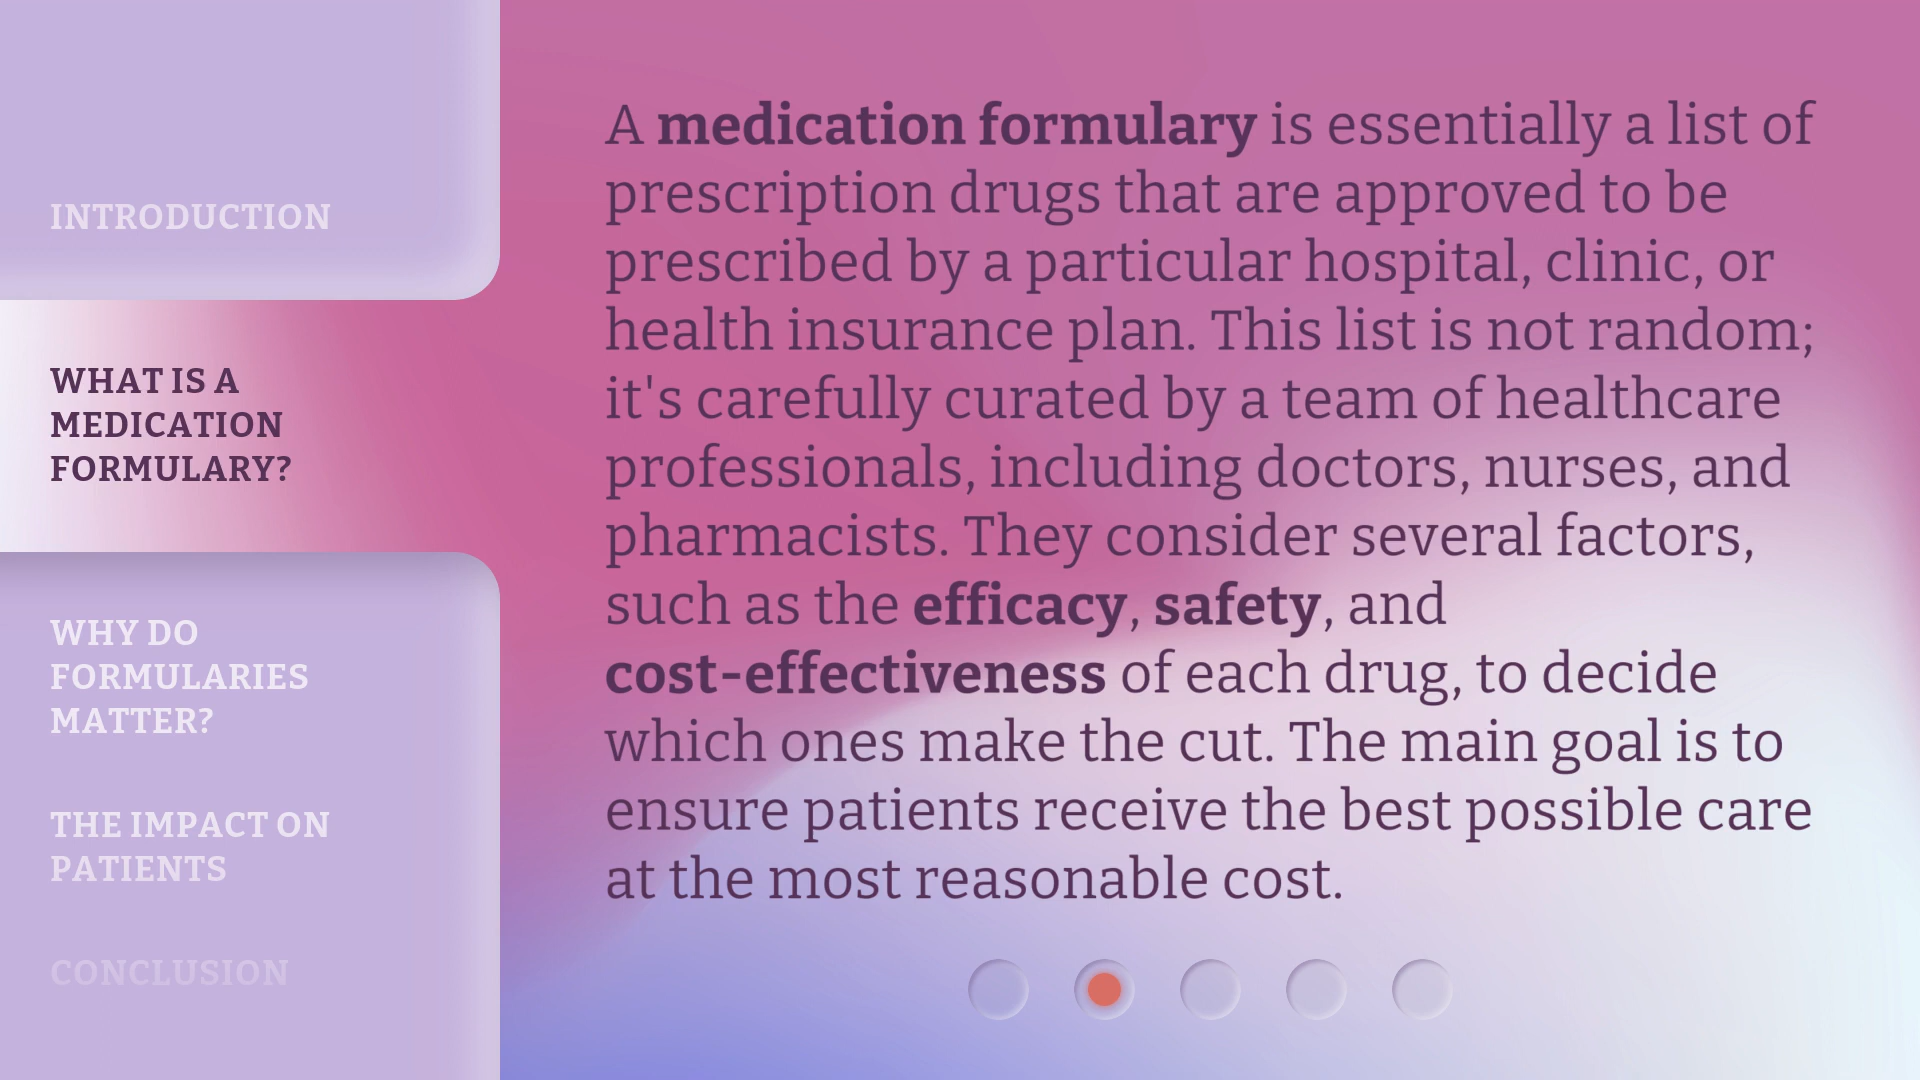 INTRODUCTION
WHAT IS A
MEDICATION
FORMULARY?
WHY DO
FORMULARIES
MATTER?
THE IMPACT ON
PATIENTS
CONCLUSION
A medication formulary is essentially a list of
prescription drugs that are approved to be
prescribed by a particular hospital, clinic, or
health insurance plan. This list is not random;
it's carefully curated by a team of healthcare
professionals, including doctors, nurses, and
pharmacists. They consider several factors,
such as the efficacy, safety, and
cost-effectiveness of each drug, to decide
which ones make the cut. The main goal is to
ensure patients receive the best possible care
at the most reasonable cost.